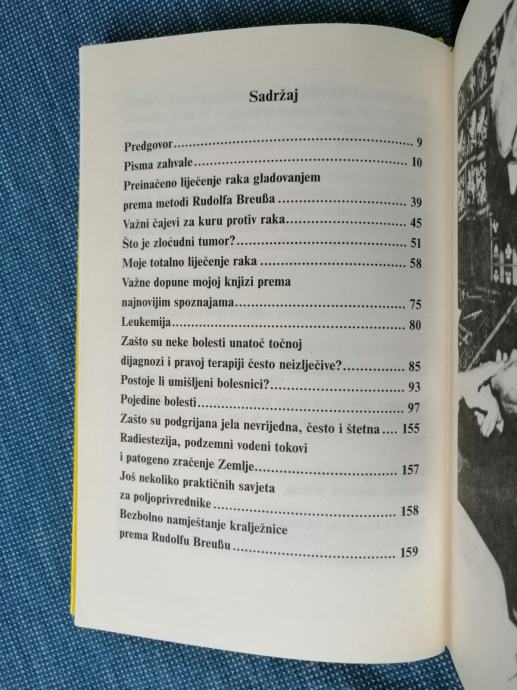 Sadržaj
Predgovor........................................................ 9
Pisma zahvale................................................... 10
Preinačeno liječenje raka gladovanjem
prema metodi Rudolfa Breußa ............................ 39
Važni čajevi za kuru protiv raka........................... 45
Što je zloćudni tumor?........................................ 51
Moje totalno liječenje raka .................................. 58
Važne dopune mojoj knjizi prema
najnovijim spoznajama........................................ 75
Leukemija......................................................... 80
Zašto su neke bolesti unatoč točnoj
dijagnozi i pravoj terapiji često neizlječive?............ 85
Postoje li umišljeni bolesnici?............................... 93
Pojedine bolesti.................................................. 97
Zašto su podgrijana jela nevrijedna, često i štetna .... 155
Radiestezija, podzemni vodeni tokovi
i patogeno zračenje Zemlje................................... 157
Još nekoliko praktičnih savjeta
za poljoprivrednike............................................. 158
Bezbolno namještanje kralježnice
prema Rudolfu Breußu......................................... 159